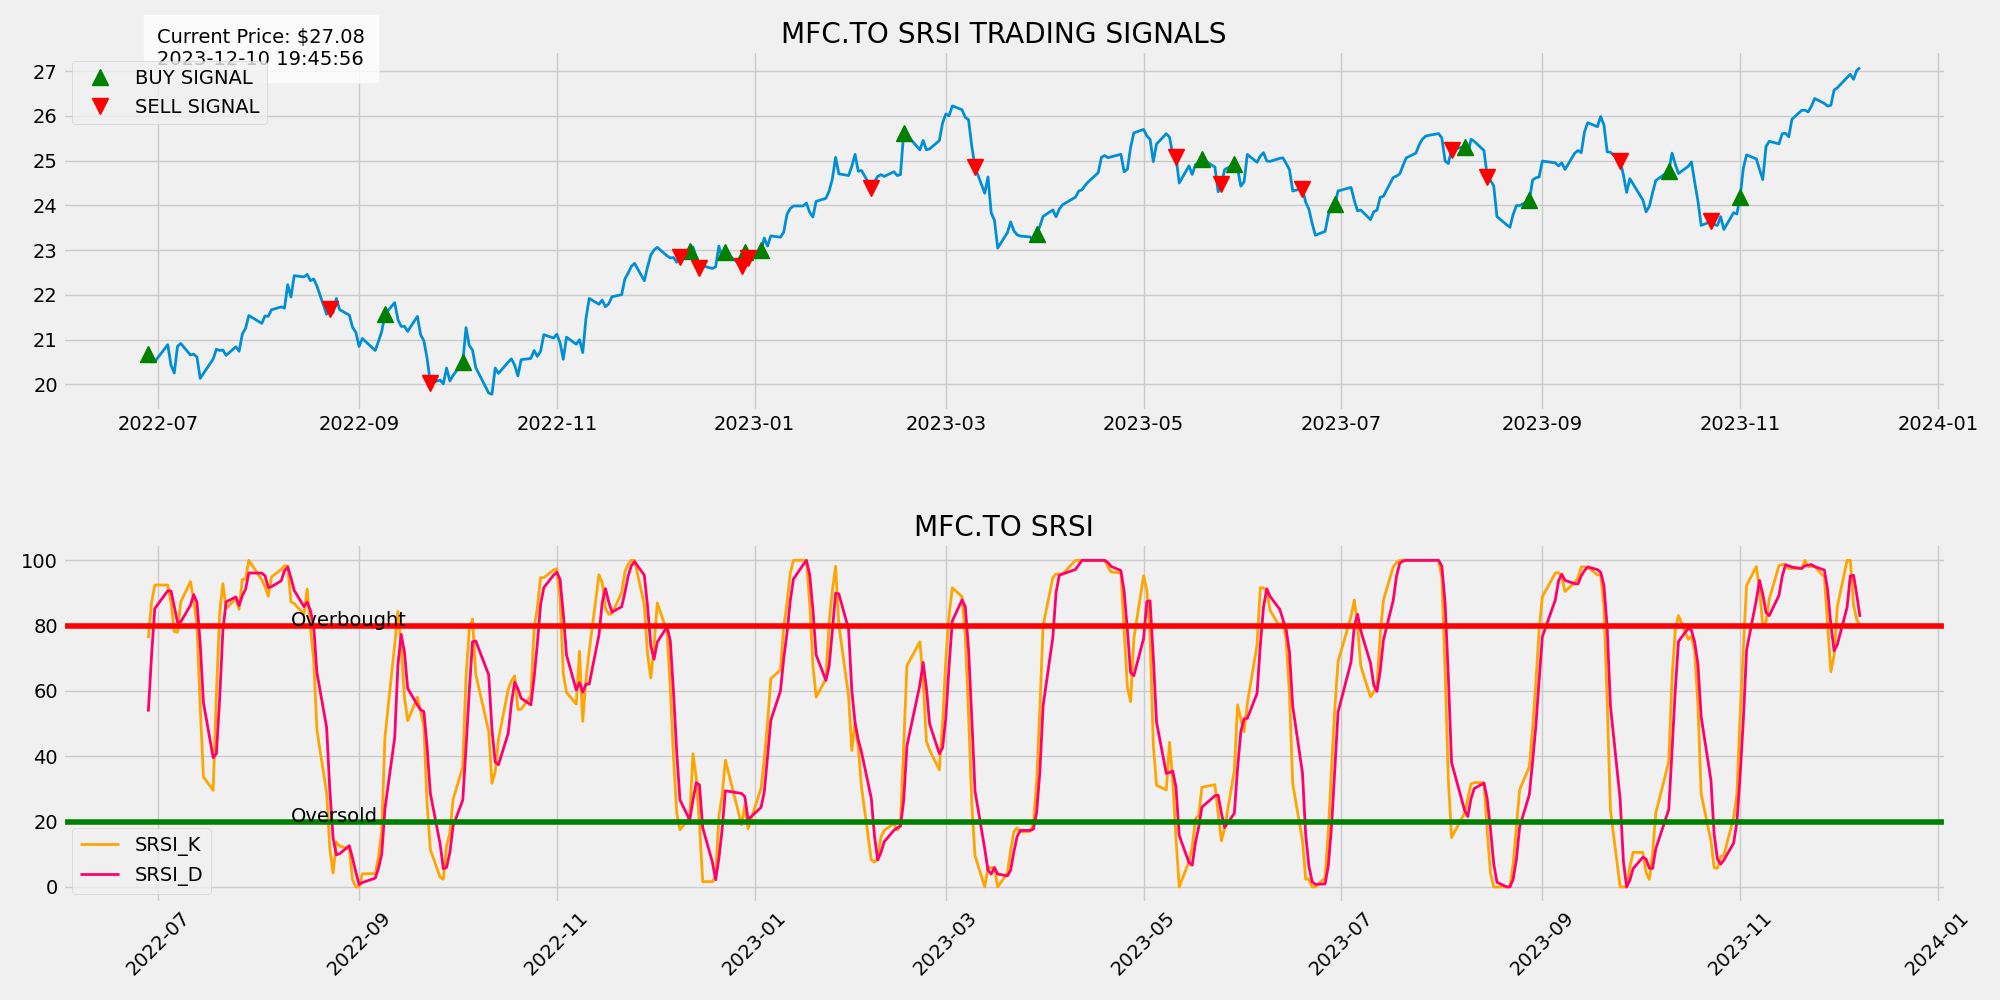 MFC.TO SRSI TRADING SIGNALS
Current Price: $27.08
2023-12-10 19:45:56
BUY SIGNAL
SELL SIGNAL
27
26
25
24
23
22
21
20
2022-07 2022-09 2022-11 2023-01 2023-03 2023-05 2023-07 2023-09 2023-11 2024-01
MFC.TO SRSI
100
80
60
40
20
0
Overbought
Oversold
SRSI_K
SRSI_D
2022-07 2022-09 2022-11 2023-01 2023-03 2023-05 2023-07 2023-09 2023-11 2024-01